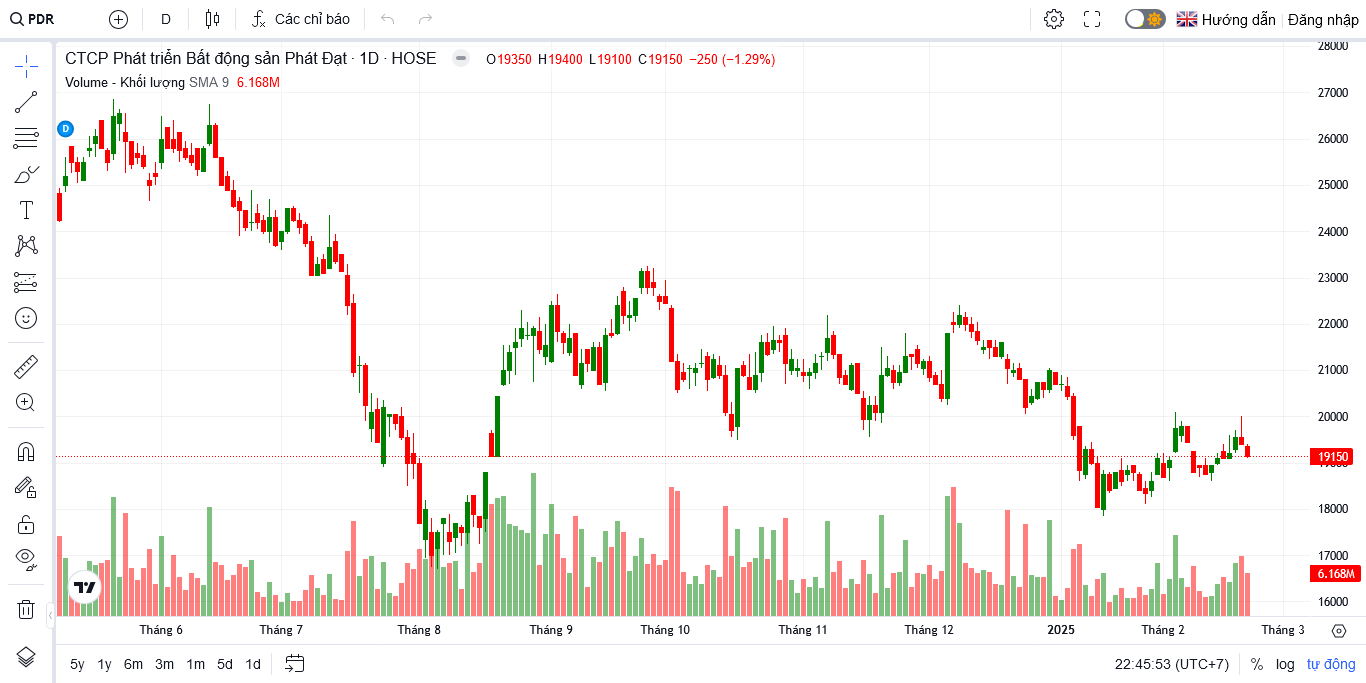 PDR D Các chỉ báo Hướng dẫn Đăng nhập
CTCP Phát triển Bất động sản Phát Đạt · 1D · HOSE O19350 H19400 L19100 C19150 −250 (−1.29%)
Volume - Khối lượng SMA 9 6.168M
D
T
28000
27000
26000
25000
24000
23000
22000
21000
20000
19150
19000
18000
17000
6.168M
16000
Tháng 6 Tháng 7 Tháng 8 Tháng 9 Tháng 10 Tháng 11 Tháng 12 2025 Tháng 2 Tháng 3
5y 1y 6m 3m 1m 5d 1d 22:45:53 (UTC+7) % log tự động